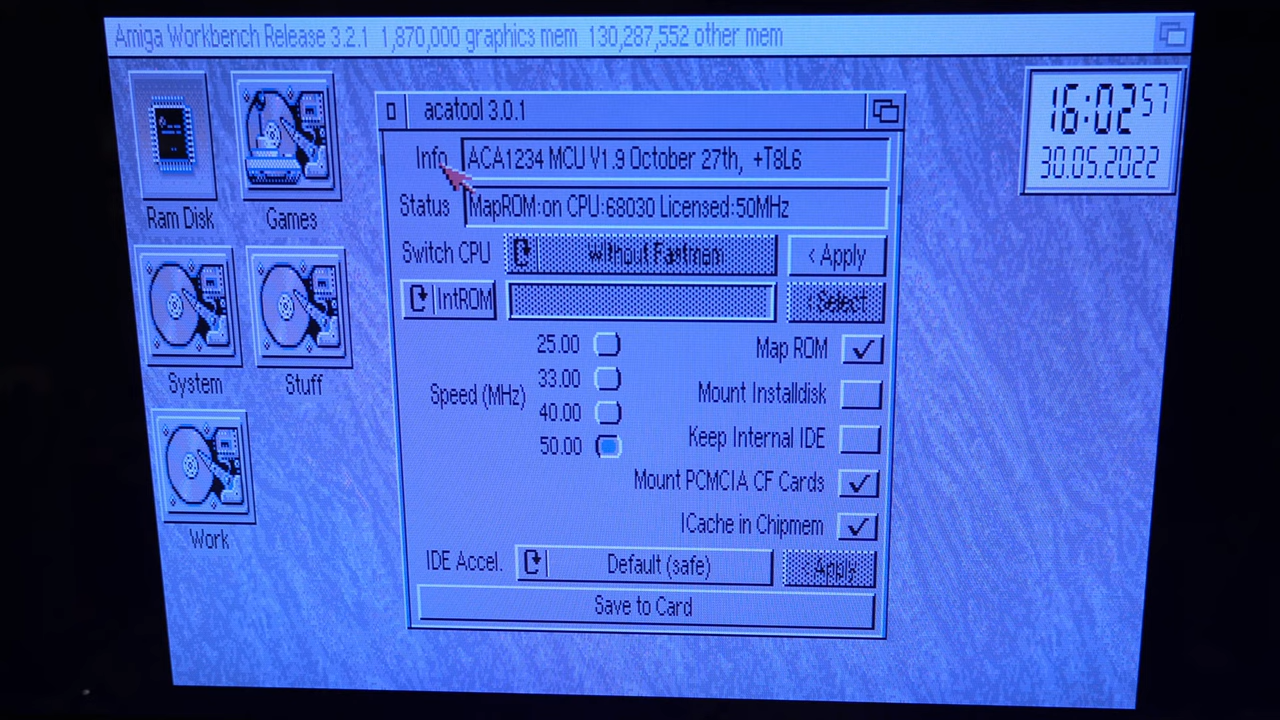 Amiga Workbench Release 3.2.1 1,870,000 graphics mem 130,287,552 other mem
16:02 57
30.05.2022
Ram Disk
Games
System
Stuff
Work
acatool 3.0.1
Info ACA1234 MCU V1.9 October 27th, +T8L6
Status MapROM:on CPU:68030 Licensed:50MHz
Switch CPU without Fastmem < Apply
IntROM < Select
Speed (MHz)
25.00
33.00
40.00
50.00
Map ROM
Mount Installdisk
Keep Internal IDE
Mount PCMCIA CF Cards
ICache in Chipmem
IDE Accel. Default (safe) Apply
Save to Card